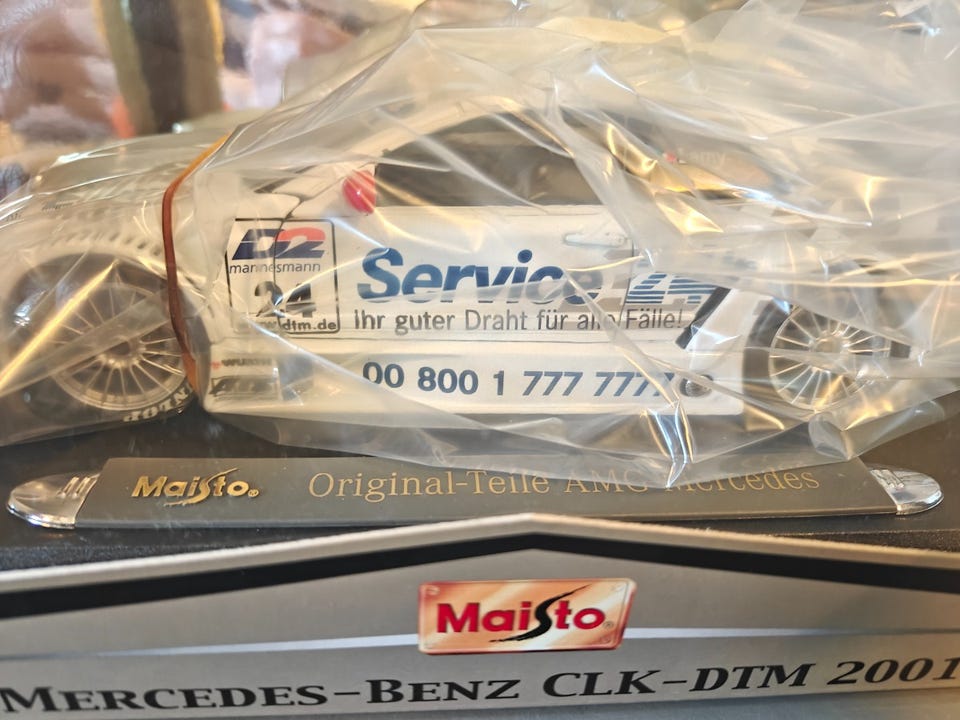 D2
mannesmann
24
dtm.de
Service
Ihr guter Draht für alle Fälle!
00 800 1 777 7777
Maisto®
Original-Teile AMG Mercedes
Maisto®
MERCEDES-BENZ CLK-DTM 2001